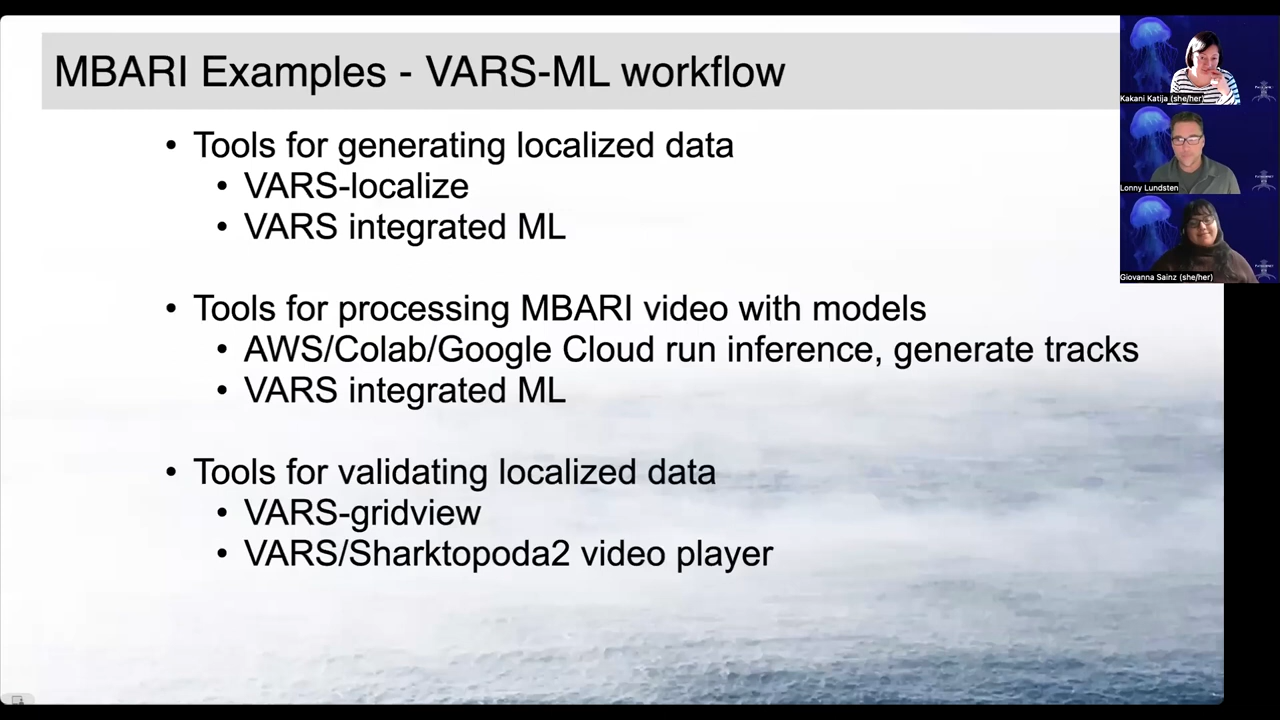 MBARI Examples - VARS-ML workflow
• Tools for generating localized data
• VARS-localize
• VARS integrated ML
• Tools for processing MBARI video with models
• AWS/Colab/Google Cloud run inference, generate tracks
• VARS integrated ML
• Tools for validating localized data
• VARS-gridview
• VARS/Sharktopoda2 video player
Kakani Katija (she/her)
Lonny Lundsten
Giovanna Sainz (she/her)